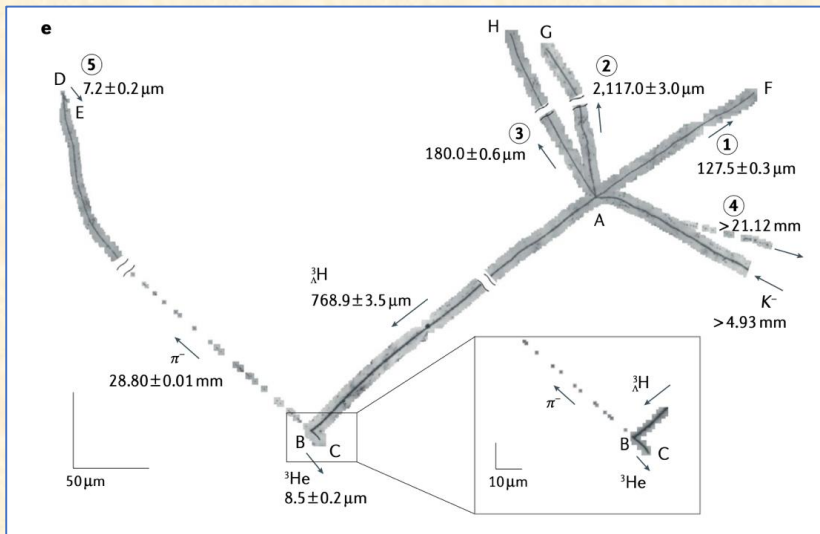 e
H
G
D
⑤
7.2±0.2 μm
E
②
2,117.0±3.0 μm
F
①
127.5±0.3 μm
③
180.0±0.6 μm
④
>21.12 mm
A
K⁻
>4.93 mm
³ΛH
768.9±3.5 μm
π⁻
28.80±0.01 mm
B
C
³He
8.5±0.2 μm
50 μm
³ΛH
π⁻
B
C
³He
10 μm